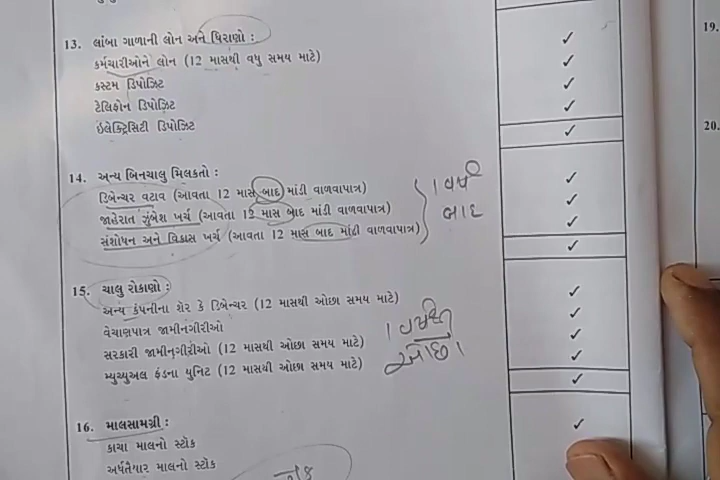 13. લાંબા ગાળાની લોન અને ધિરાણો :
કર્મચારીઓને લોન (12 માસથી વધુ સમય માટે)
કસ્ટમ ડિપોઝિટ
ટેલિફોન ડિપોઝિટ
ઇલેક્ટ્રિસિટી ડિપોઝિટ
14. અન્ય બિનચાલુ મિલકતો :
ડિબેન્ચર વટાવ (આવતા 12 માસ બાદ માંડી વાળવાપાત્ર)
જાહેરાત ઝુંબેશ ખર્ચ (આવતા 12 માસ બાદ માંડી વાળવાપાત્ર)
સંશોધન અને વિકાસ ખર્ચ (આવતા 12 માસ બાદ માંડી વાળવાપાત્ર)
1 વર્ષ
બાદ
15. ચાલુ રોકાણો :
અન્ય કંપનીના શૅર કે ડિબેન્ચર (12 માસથી ઓછા સમય માટે)
વેચાણપાત્ર જામીનગીરીઓ
સરકારી જામીનગીરીઓ (12 માસથી ઓછા સમય માટે)
મ્યુચ્યુઅલ ફંડના યુનિટ (12 માસથી ઓછા સમય માટે)
1 વર્ષથી
ઓછા
16. માલસામગ્રી :
કાચા માલનો સ્ટૉક
અર્ધતૈયાર માલનો સ્ટૉક
19.
20.